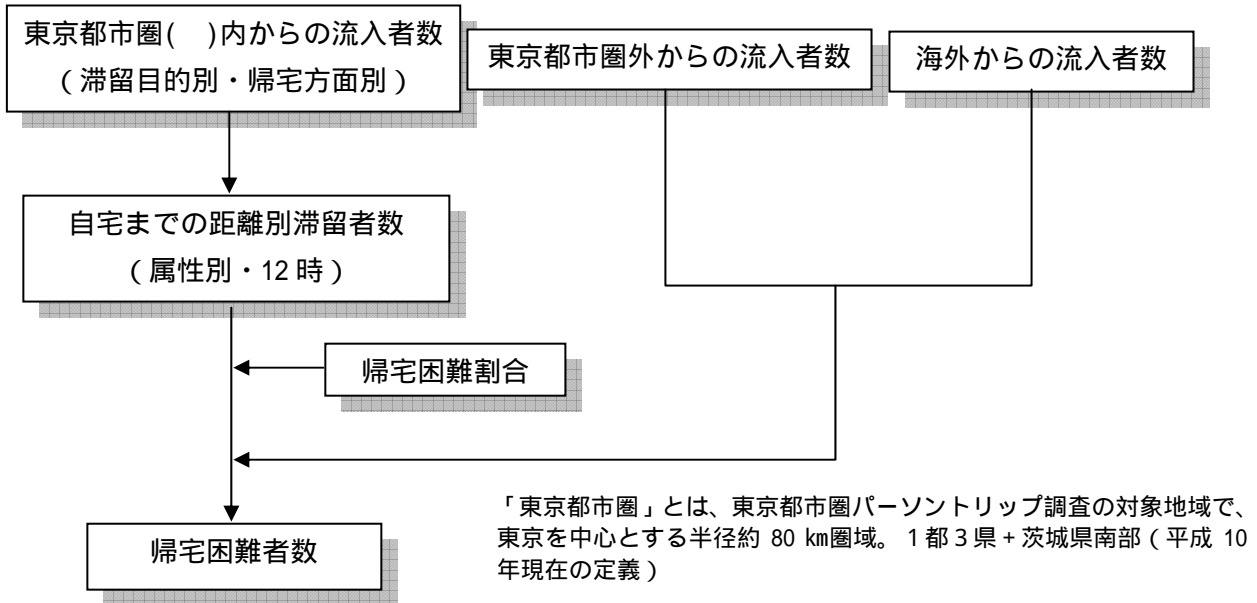 東京都市圏(　)内からの流入者数
（滞留目的別・帰宅方面別）
東京都市圏外からの流入者数
海外からの流入者数
自宅までの距離別滞留者数
（属性別・12 時）
帰宅困難割合
帰宅困難者数
「東京都市圏」とは、東京都市圏パーソントリップ調査の対象地域で、
東京を中心とする半径約 80 ㎞圏域。１都３県＋茨城県南部（平成 10
年現在の定義）